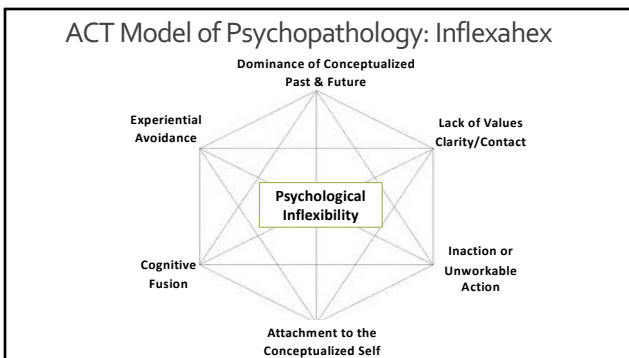 ACT Model of Psychopathology: Inflexahex
Dominance of Conceptualized
Past & Future
Experiential
Avoidance
Lack of Values
Clarity/Contact
Psychological
Inflexibility
Cognitive
Fusion
Inaction or
Unworkable
Action
Attachment to the
Conceptualized Self